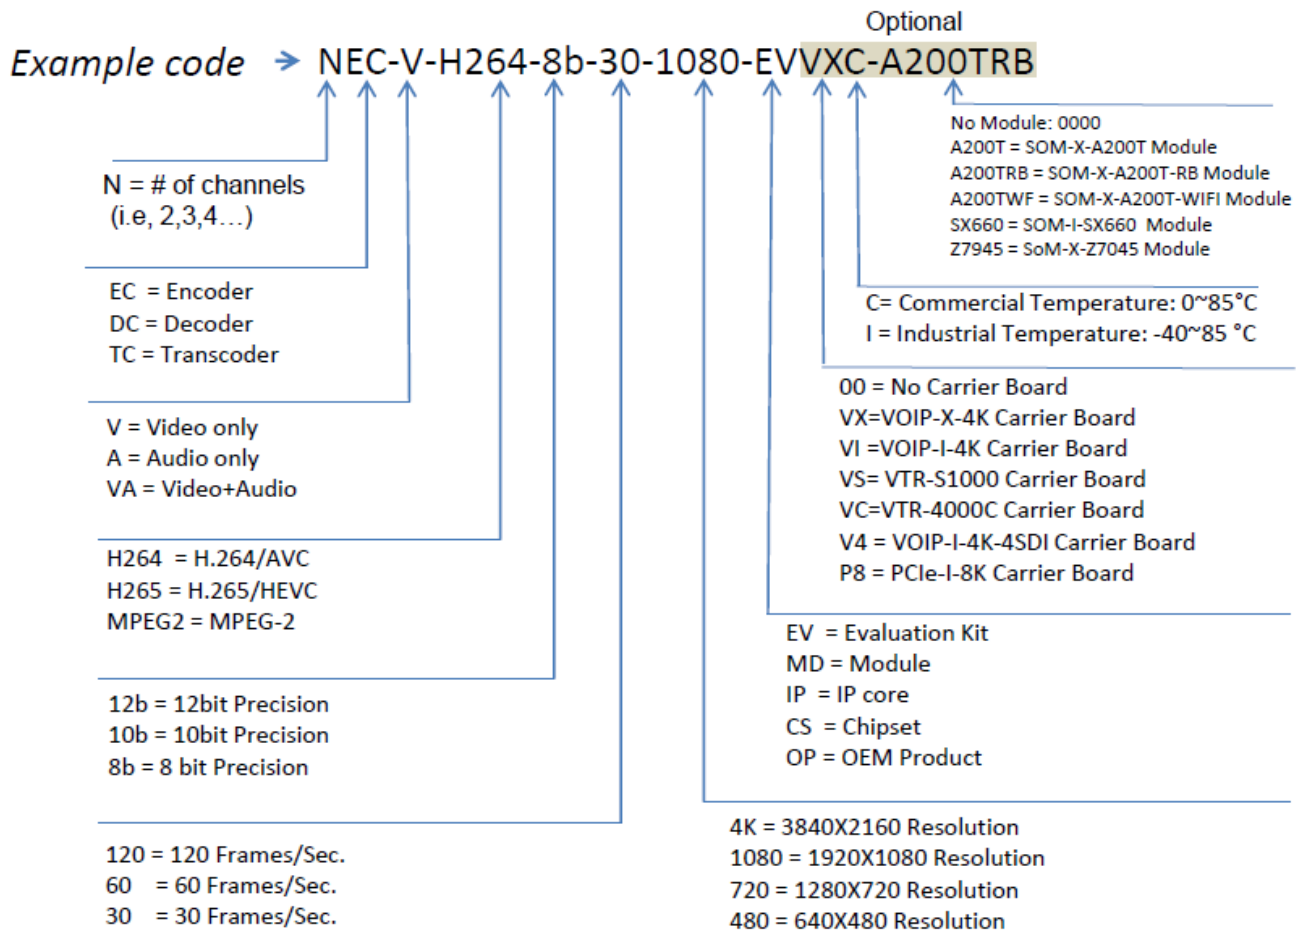 Optional
Example code → NEC-V-H264-8b-30-1080-EVVXC-A200TRB
N = # of channels
(i.e, 2,3,4…)
EC = Encoder
DC = Decoder
TC = Transcoder
V = Video only
A = Audio only
VA = Video+Audio
H264 = H.264/AVC
H265 = H.265/HEVC
MPEG2 = MPEG-2
12b = 12bit Precision
10b = 10bit Precision
8b = 8 bit Precision
120 = 120 Frames/Sec.
60 = 60 Frames/Sec.
30 = 30 Frames/Sec.
No Module: 0000
A200T = SOM-X-A200T Module
A200TRB = SOM-X-A200T-RB Module
A200TWF = SOM-X-A200T-WIFI Module
SX660 = SOM-I-SX660 Module
Z7945 = SoM-X-Z7045 Module
C= Commercial Temperature: 0~85°C
I = Industrial Temperature: -40~85 °C
00 = No Carrier Board
VX=VOIP-X-4K Carrier Board
VI =VOIP-I-4K Carrier Board
VS= VTR-S1000 Carrier Board
VC=VTR-4000C Carrier Board
V4 = VOIP-I-4K-4SDI Carrier Board
P8 = PCIe-I-8K Carrier Board
EV = Evaluation Kit
MD = Module
IP = IP core
CS = Chipset
OP = OEM Product
4K = 3840X2160 Resolution
1080 = 1920X1080 Resolution
720 = 1280X720 Resolution
480 = 640X480 Resolution